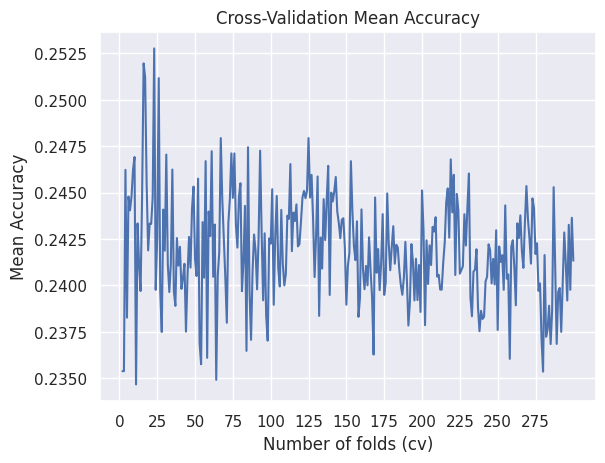 Cross-Validation Mean Accuracy
0.2525
0.2500
0.2475
0.2450
0.2425
0.2400
0.2375
0.2350
Mean Accuracy
0 25 50 75 100 125 150 175 200 225 250 275
Number of folds (cv)